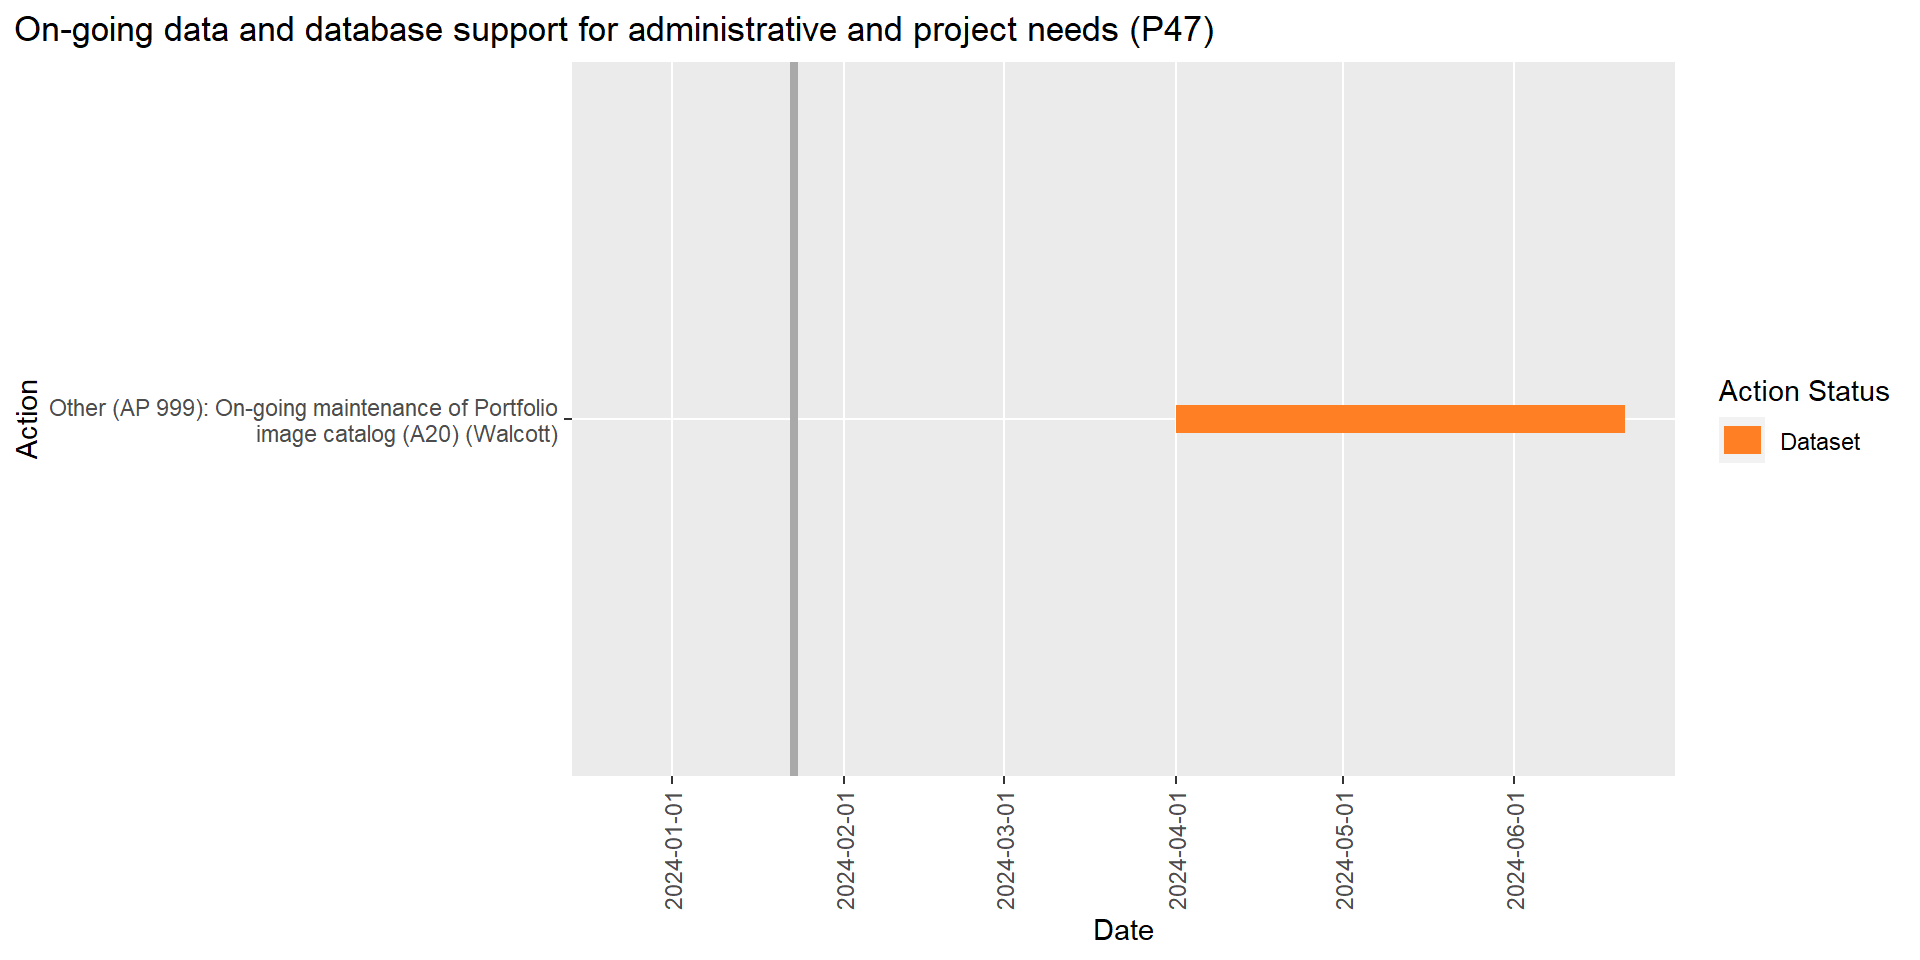 On-going data and database support for administrative and project needs (P47)
Action
Other (AP 999): On-going maintenance of Portfolio
image catalog (A20) (Walcott)
Action Status
Dataset
2024-01-01
2024-02-01
2024-03-01
2024-04-01
2024-05-01
2024-06-01
Date